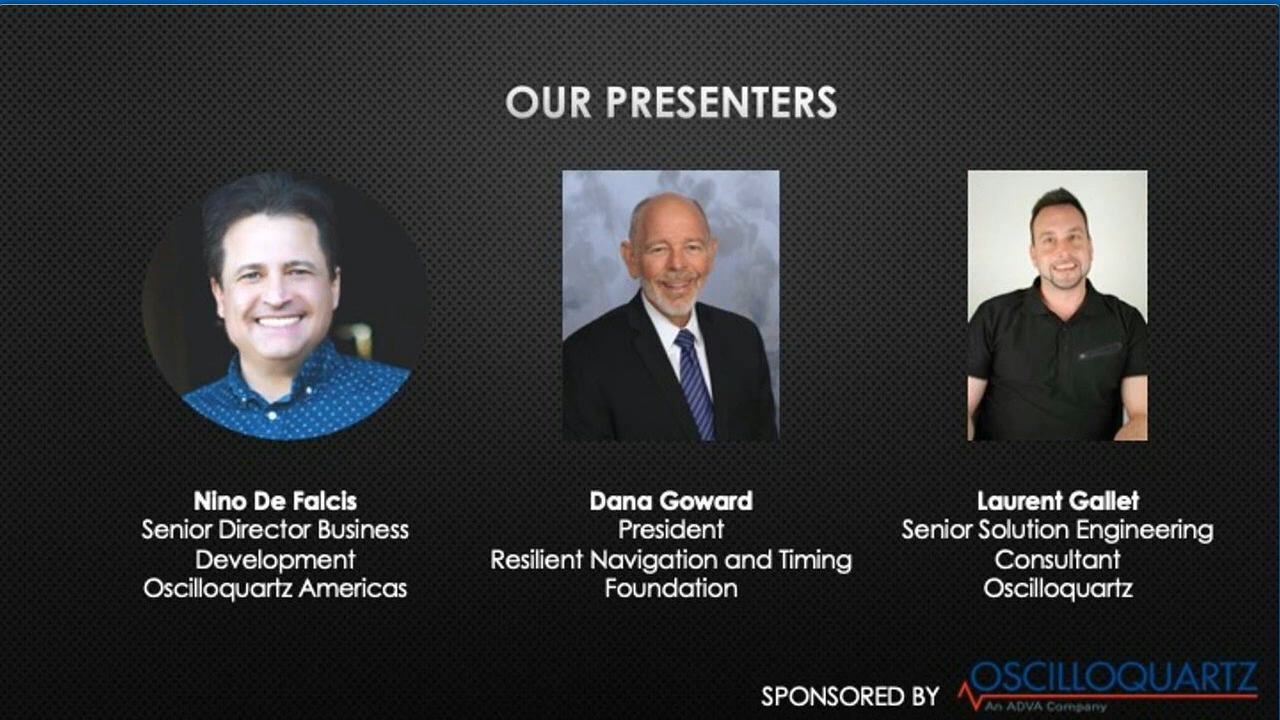 OUR PRESENTERS
Nino De Falcis
Senior Director Business
Development
Oscilloquartz Americas
Dana Goward
President
Resilient Navigation and Timing
Foundation
Laurent Gallet
Senior Solution Engineering
Consultant
Oscilloquartz
SPONSORED BY
OSCILLOQUARTZ
An ADVA Company